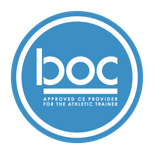 boc
APPROVED CE PROVIDER
FOR THE ATHLETIC TRAINER